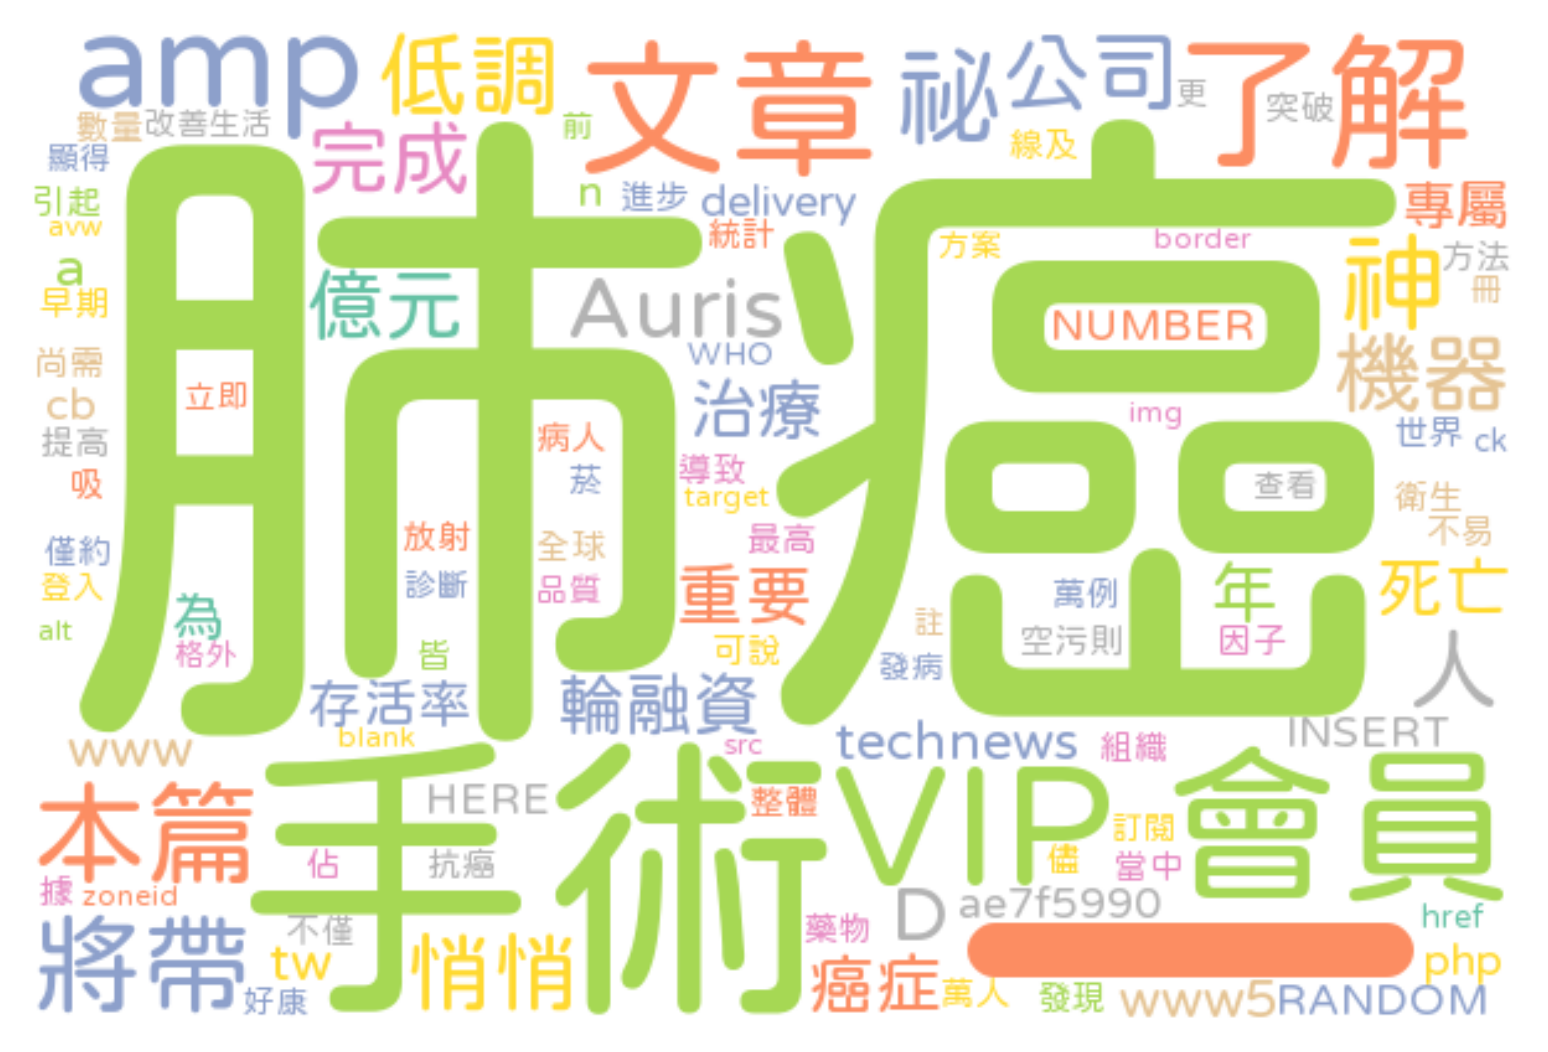 amp
低調
文章
祕
公司
更
了解
突破
數量
改善生活
完成
前
線及
顯得
引起
avw
n
進步
delivery
統計
方案
border
專屬
a
早期
億元
Auris
神
方法
冊
肺癌
NUMBER
WHO
機器
尚需
立即
cb
治療
img
世界
ck
提高
病人
導致
吸
菸
target
查看
衛生
不易
僅約
放射
全球
最高
登入
診斷
品質
重要
萬例
年
死亡
alt
為
格外
皆
可說
註
空污則
因子
發病
人
存活率
輪融資
INSERT
www
blank
src
technews
組織
本篇
手術
HERE
整體
VIP
會員
訂閱
佔
抗癌
儘
當中
據
zoneid
D
ae7f5990
不僅
藥物
href
將帶
tw
悄悄
癌症
php
好康
萬人
發現
www5
RANDOM